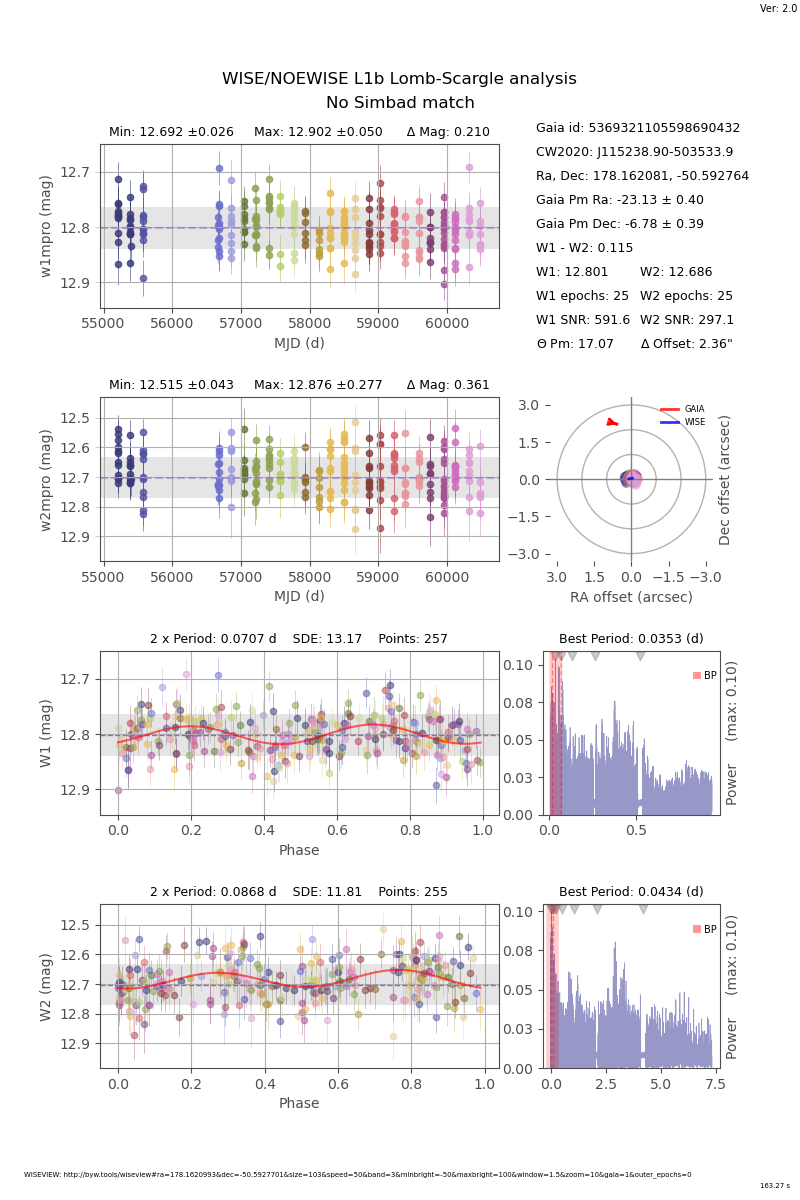 Ver: 2.0
WISE/NOEWISE L1b Lomb-Scargle analysis
No Simbad match
Min: 12.692 ±0.026 Max: 12.902 ±0.050 Δ Mag: 0.210
12.7
12.8
12.9
w1mpro (mag)
55000 56000 57000 58000 59000 60000
MJD (d)
Gaia id: 5369321105598690432
CW2020: J115238.90-503533.9
Ra, Dec: 178.162081, -50.592764
Gaia Pm Ra: -23.13 ± 0.40
Gaia Pm Dec: -6.78 ± 0.39
W1 - W2: 0.115
W1: 12.801 W2: 12.686
W1 epochs: 25 W2 epochs: 25
W1 SNR: 591.6 W2 SNR: 297.1
Θ Pm: 17.07 Δ Offset: 2.36"
Min: 12.515 ±0.043 Max: 12.876 ±0.277 Δ Mag: 0.361
12.5
12.6
12.7
12.8
12.9
w2mpro (mag)
55000 56000 57000 58000 59000 60000
MJD (d)
GAIA
WISE
3.0
1.5
0.0
−1.5
−3.0
Dec offset (arcsec)
3.0 1.5 0.0 −1.5 −3.0
RA offset (arcsec)
2 x Period: 0.0707 d SDE: 13.17 Points: 257
12.7
12.8
12.9
W1 (mag)
0.0 0.2 0.4 0.6 0.8 1.0
Phase
Best Period: 0.0353 (d)
BP
0.10
0.08
0.05
0.03
0.00
Power (max: 0.10)
0.0 0.5
2 x Period: 0.0868 d SDE: 11.81 Points: 255
12.5
12.6
12.7
12.8
12.9
W2 (mag)
0.0 0.2 0.4 0.6 0.8 1.0
Phase
Best Period: 0.0434 (d)
BP
0.10
0.08
0.05
0.03
0.00
Power (max: 0.10)
0.0 2.5 5.0 7.5
WISEVIEW: http://byw.tools/wiseview#ra=178.1620993&dec=-50.5927701&size=103&speed=50&band=3&minbright=-50&maxbright=100&window=1.5&zoom=10&gaia=1&outer_epochs=0
163.27 s